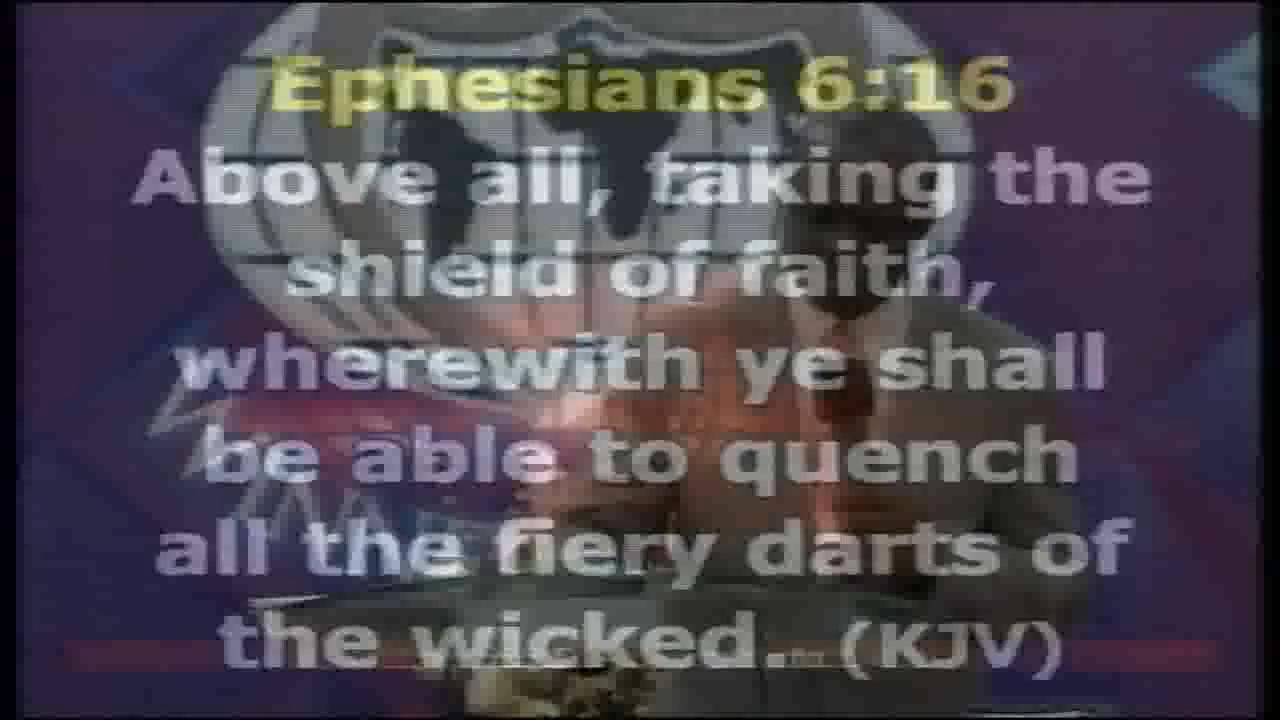 Ephesians 6:16
Above all, taking the
shield of faith,
wherewith ye shall
be able to quench
all the fiery darts of
the wicked. (KJV)